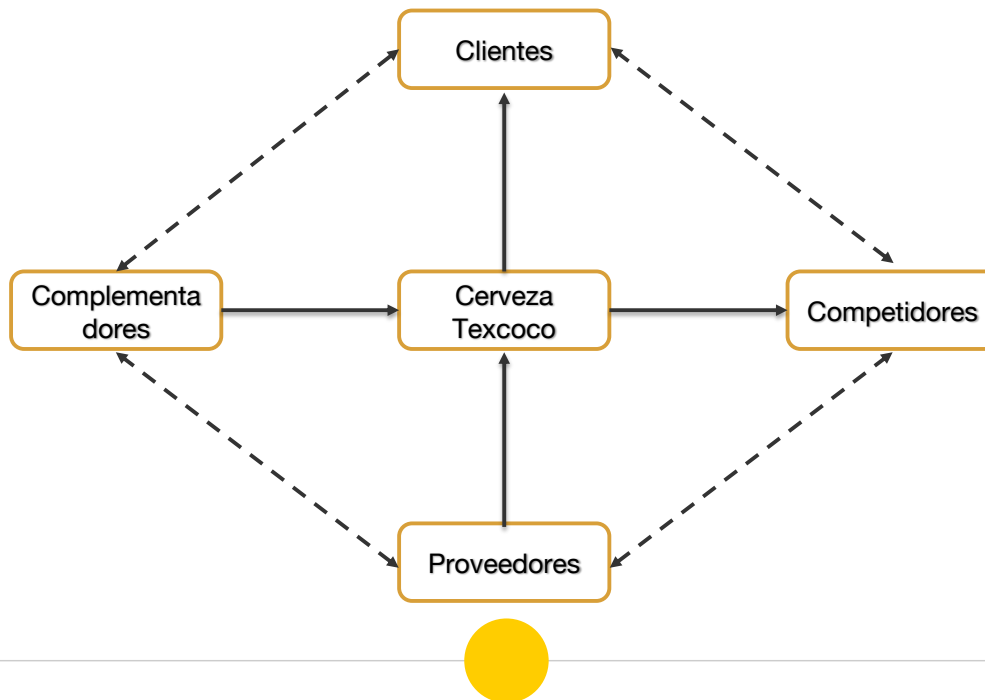 Clientes
Complementa
dores
Cerveza
Texcoco
Competidores
Proveedores